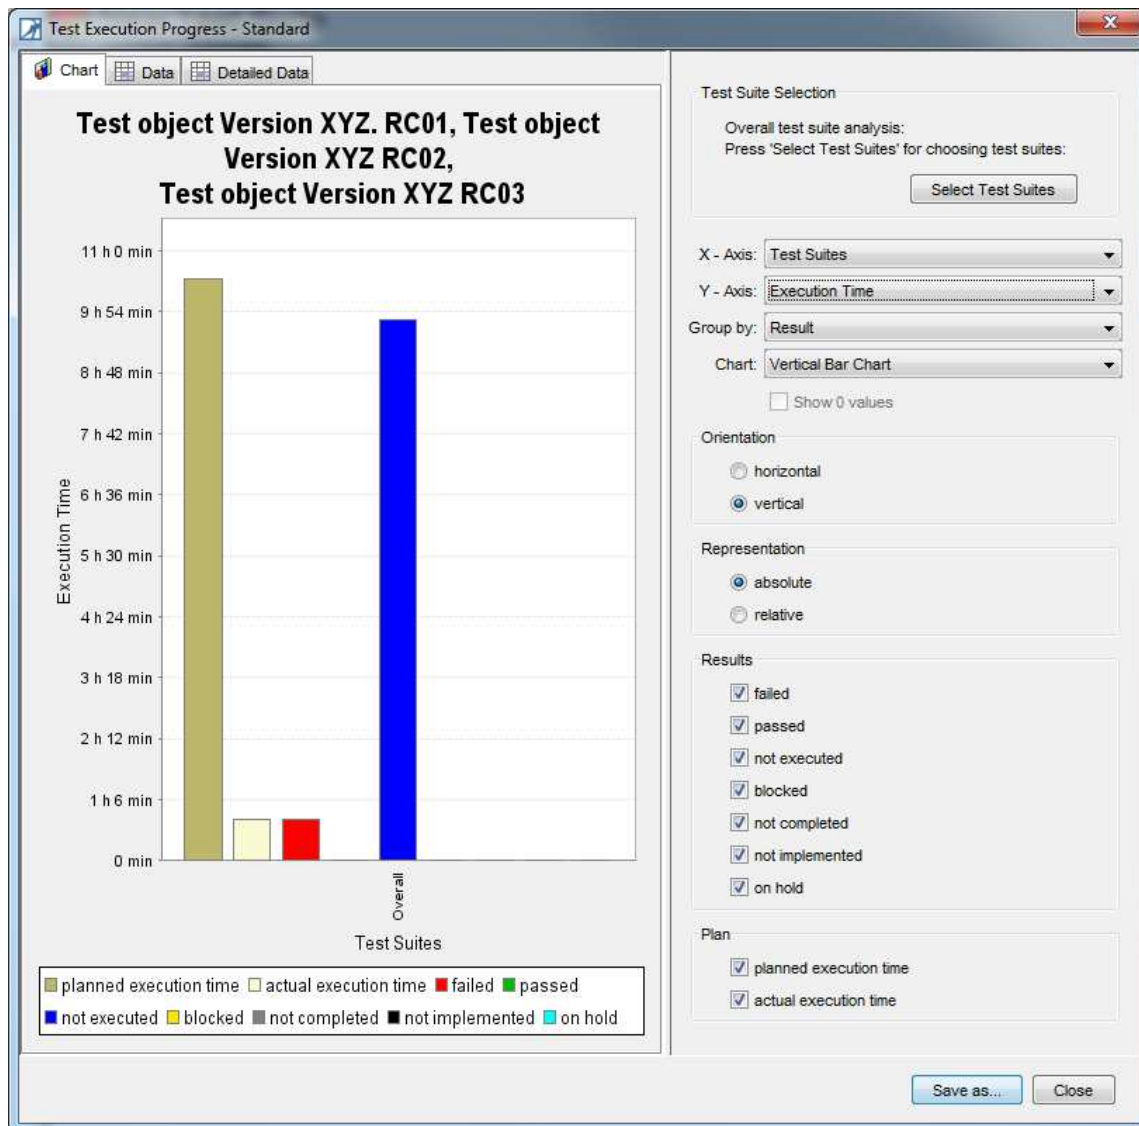 Test Execution Progress - Standard
Chart
Data
Detailed Data
Test object Version XYZ. RC01, Test object
Version XYZ RC02,
Test object Version XYZ RC03
11 h 0 min
9 h 54 min
8 h 48 min
7 h 42 min
6 h 36 min
5 h 30 min
4 h 24 min
3 h 18 min
2 h 12 min
1 h 6 min
0 min
Execution Time
Overall
Test Suites
planned execution time actual execution time failed passed
not executed blocked not completed not implemented on hold
Test Suite Selection
Overall test suite analysis:
Press 'Select Test Suites' for choosing test suites:
Select Test Suites
X - Axis: Test Suites
Y - Axis: Execution Time
Group by: Result
Chart: Vertical Bar Chart
Show 0 values
Orientation
horizontal
vertical
Representation
absolute
relative
Results
failed
passed
not executed
blocked
not completed
not implemented
on hold
Plan
planned execution time
actual execution time
Save as...
Close